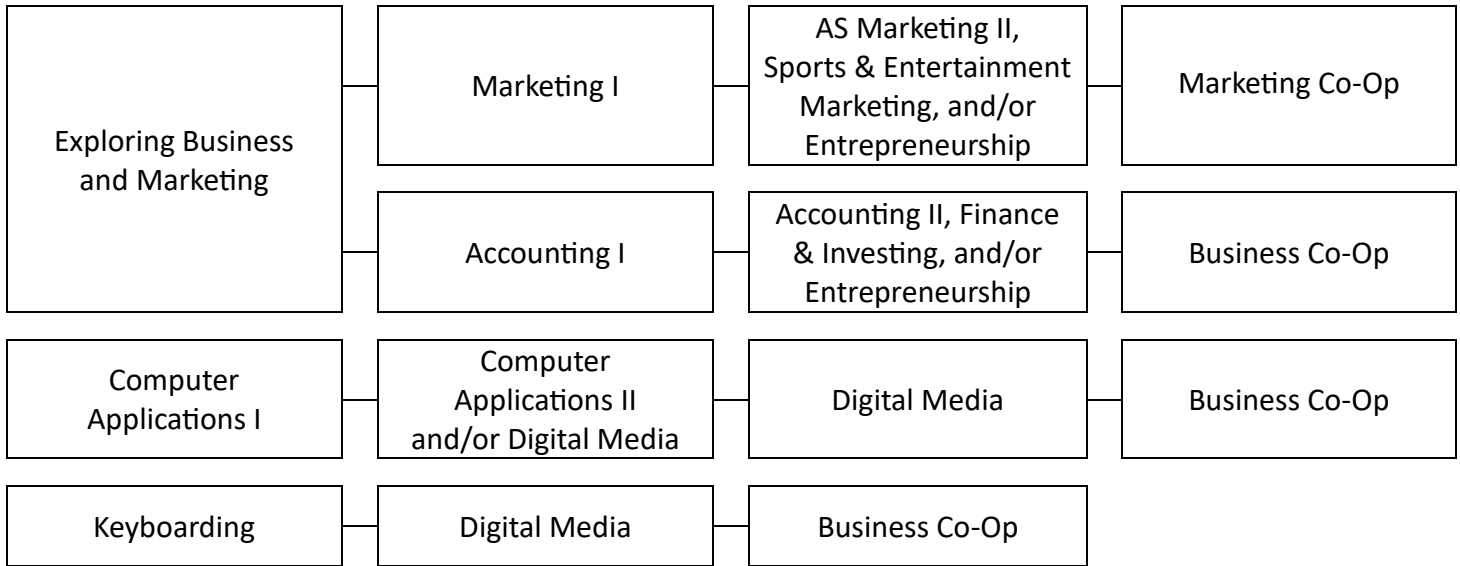 Exploring Business
and Marketing
Marketing I
AS Marketing II,
Sports & Entertainment
Marketing, and/or
Entrepreneurship
Marketing Co-Op
Accounting I
Accounting II, Finance
& Investing, and/or
Entrepreneurship
Business Co-Op
Computer
Applications I
Computer
Applications II
and/or Digital Media
Digital Media
Business Co-Op
Keyboarding
Digital Media
Business Co-Op